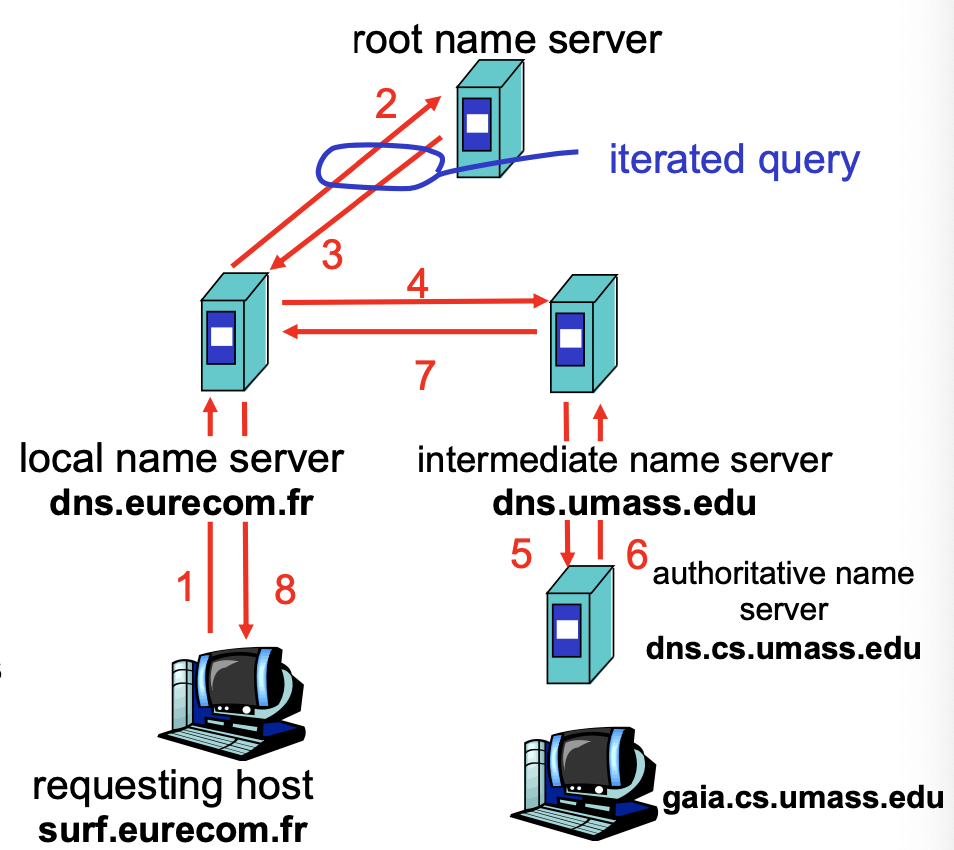 root name server
2
iterated query
3
4
7
local name server
dns.eurecom.fr
intermediate name server
dns.umass.edu
5
6
authoritative name
server
dns.cs.umass.edu
1
8
requesting host
surf.eurecom.fr
gaia.cs.umass.edu